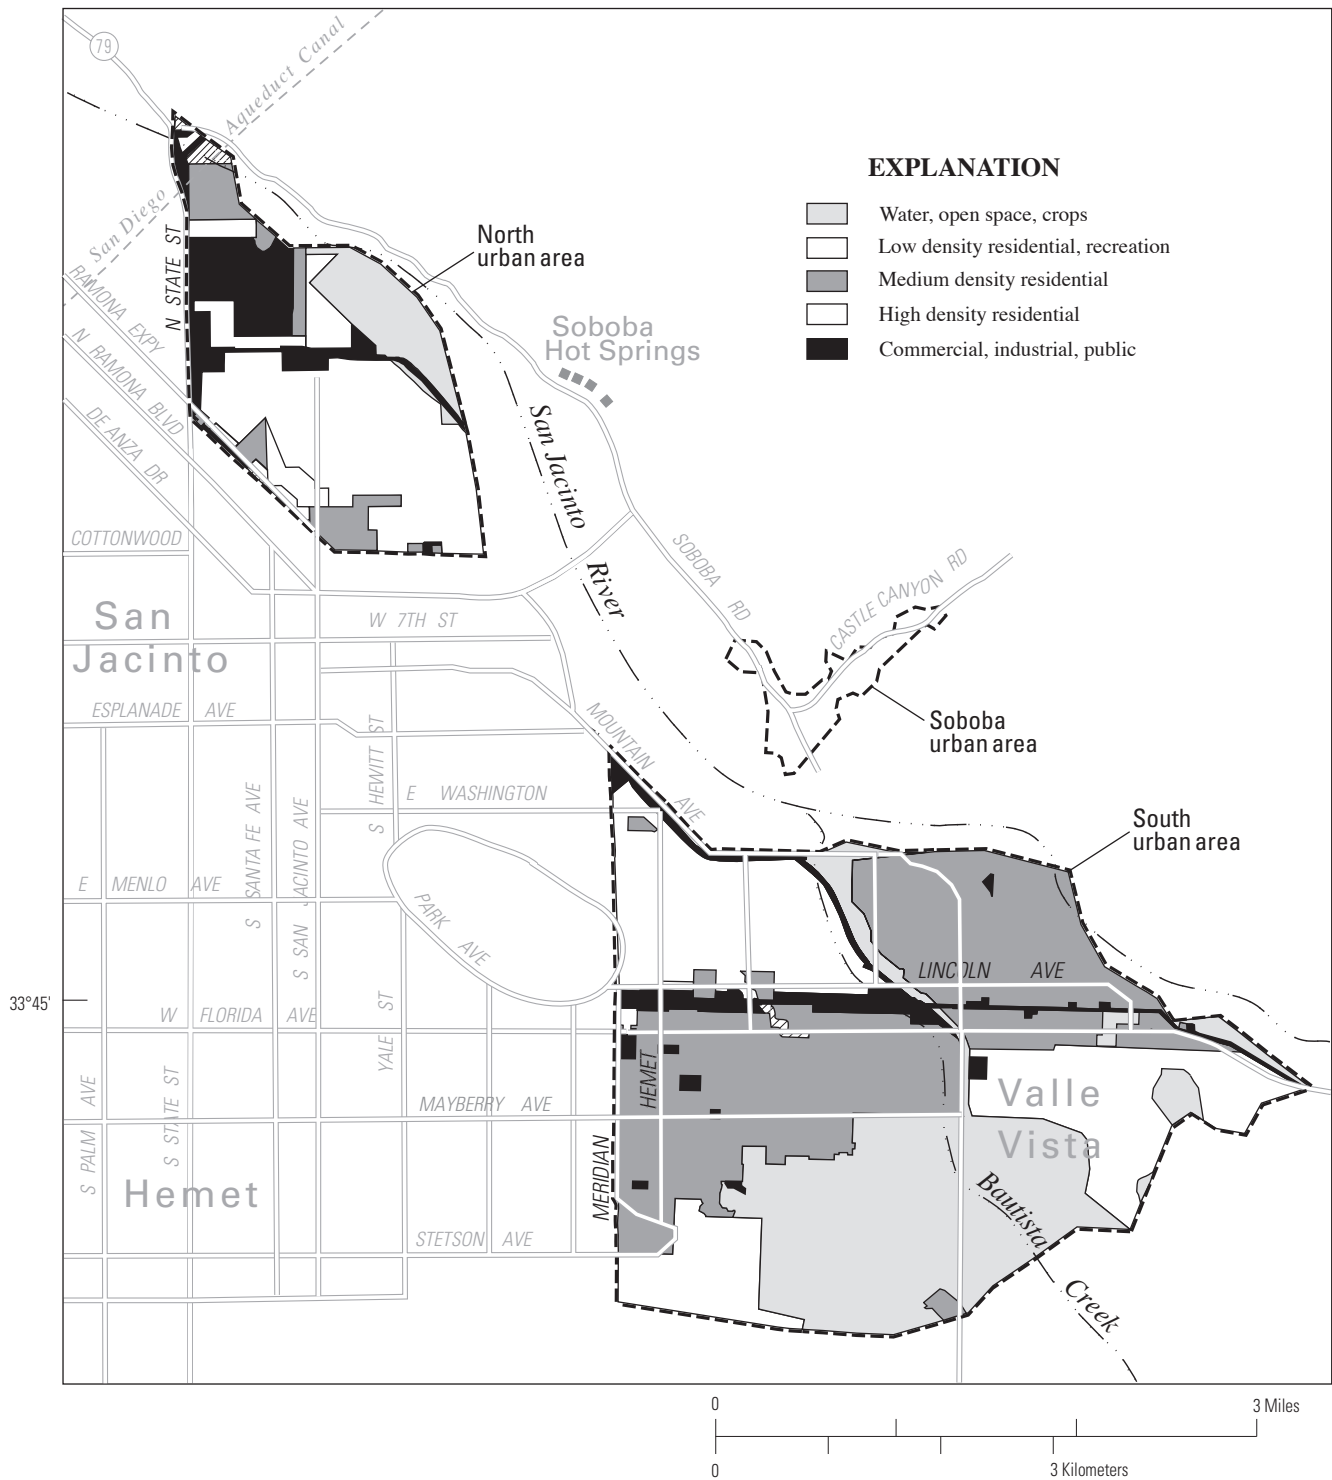 79
Aqueduct Canal
San Diego
EXPLANATION
Water, open space, crops
Low density residential, recreation
Medium density residential
High density residential
Commercial, industrial, public
North
urban area
N STATE ST
RAMONA EXPY
N RAMONA BLVD
DE ANZA DR
Soboba
Hot Springs
San Jacinto
River
COTTONWOOD
SOBOBA RD
CASTLE CANYON RD
San
Jacinto
W 7TH ST
ESPLANADE AVE
Soboba
urban area
MOUNTAIN AVE
S HEWITT ST
E WASHINGTON
South
urban area
S SANTA FE AVE
S SAN JACINTO AVE
E MENLO AVE
PARK AVE
LINCOLN AVE
33°45'
W FLORIDA AVE
YALE ST
HEMET
S PALM AVE
S STATE ST
MAYBERRY AVE
Valle
Vista
MERIDIAN
Hemet
STETSON AVE
Bautista
Creek
0 3 Miles
0 3 Kilometers